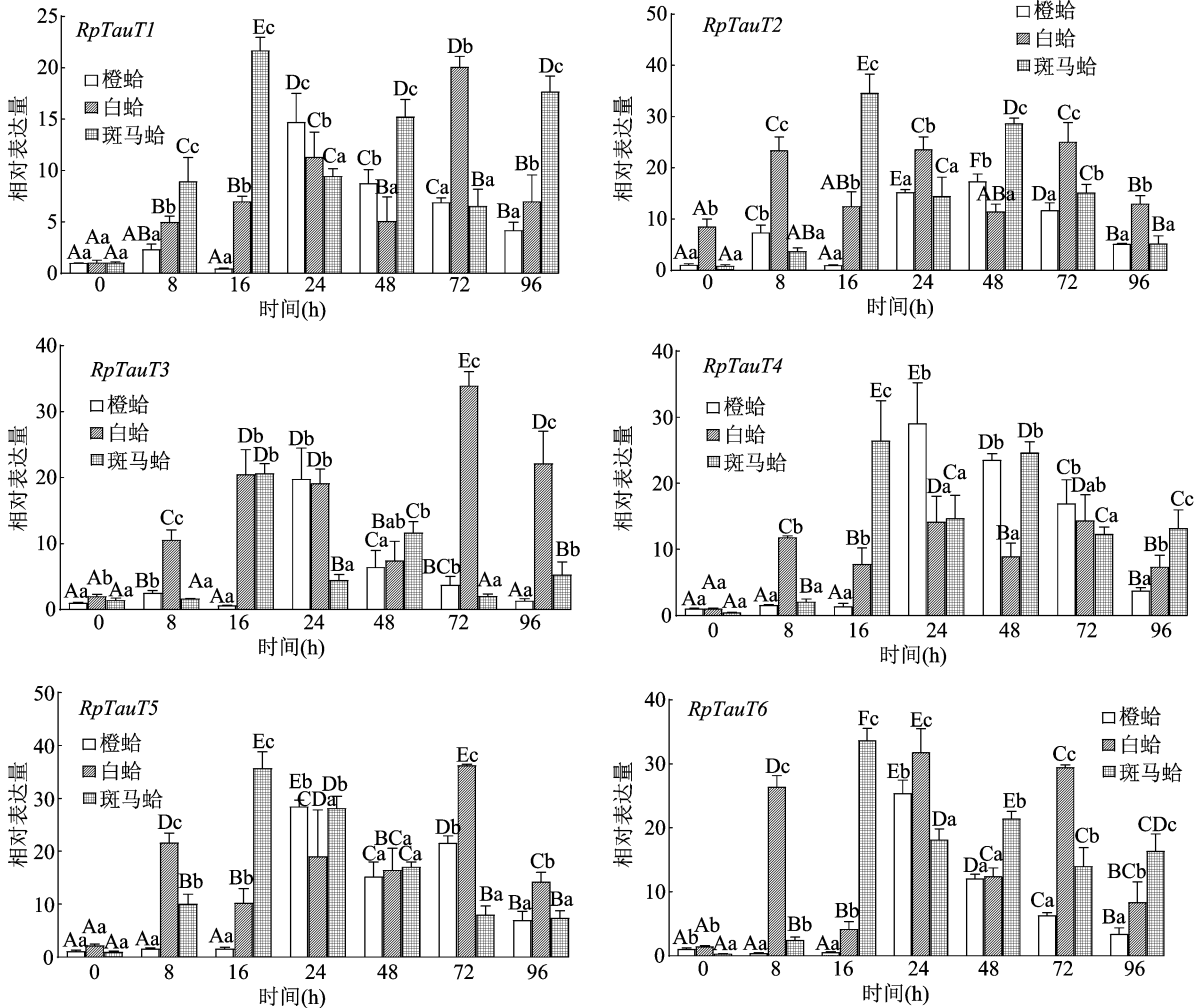 RpTauT1
橙蛤
白蛤
斑马蛤
相对表达量
25
20
15
10
5
0
Aa Aa Aa
ABa Bb Cc
Aa Bb Ec
Dc Cb Ca
Cb Ba Dc
Ca Db Ba
Ba Bb Dc
0 8 16 24 48 72 96
时间(h)
RpTauT2
橙蛤
白蛤
斑马蛤
相对表达量
50
40
30
20
10
0
Aa Ab Aa
Cb Cc ABa
Aa ABb Ec
Ea Cb Ca
Fb ABa Dc
Da Cc Cb
Ba Bb Ba
0 8 16 24 48 72 96
时间(h)
RpTauT3
橙蛤
白蛤
斑马蛤
相对表达量
40
30
20
10
0
Aa Ab Aa
Bb Cc Aa
Aa Db Db
Db Db Ba
Ca Bab Cb
BCb Ec Aa
Aa Dc Bb
0 8 16 24 48 72 96
时间(h)
RpTauT4
橙蛤
白蛤
斑马蛤
相对表达量
40
30
20
10
0
Aa Aa Aa
Aa Cb Ba
Aa Bb Ec
Eb Da Ca
Db Ba Db
Cb Dab Ca
Ba Bb Cc
0 8 16 24 48 72 96
时间(h)
RpTauT5
橙蛤
白蛤
斑马蛤
相对表达量
50
40
30
20
10
0
Aa Aa Aa
Aa Dc Bb
Aa Bb Ec
Eb CDa Db
Ca BCa Ca
Db Ec Ba
Ba Cb Ba
0 8 16 24 48 72 96
时间(h)
RpTauT6
橙蛤
白蛤
斑马蛤
相对表达量
40
30
20
10
0
Ab Ab Aa
Aa Dc Bb
Aa Bb Fc
Eb Ec Da
Da Ca Eb
Ca Cc Cb
Ba BCb CDc
0 8 16 24 48 72 96
时间(h)